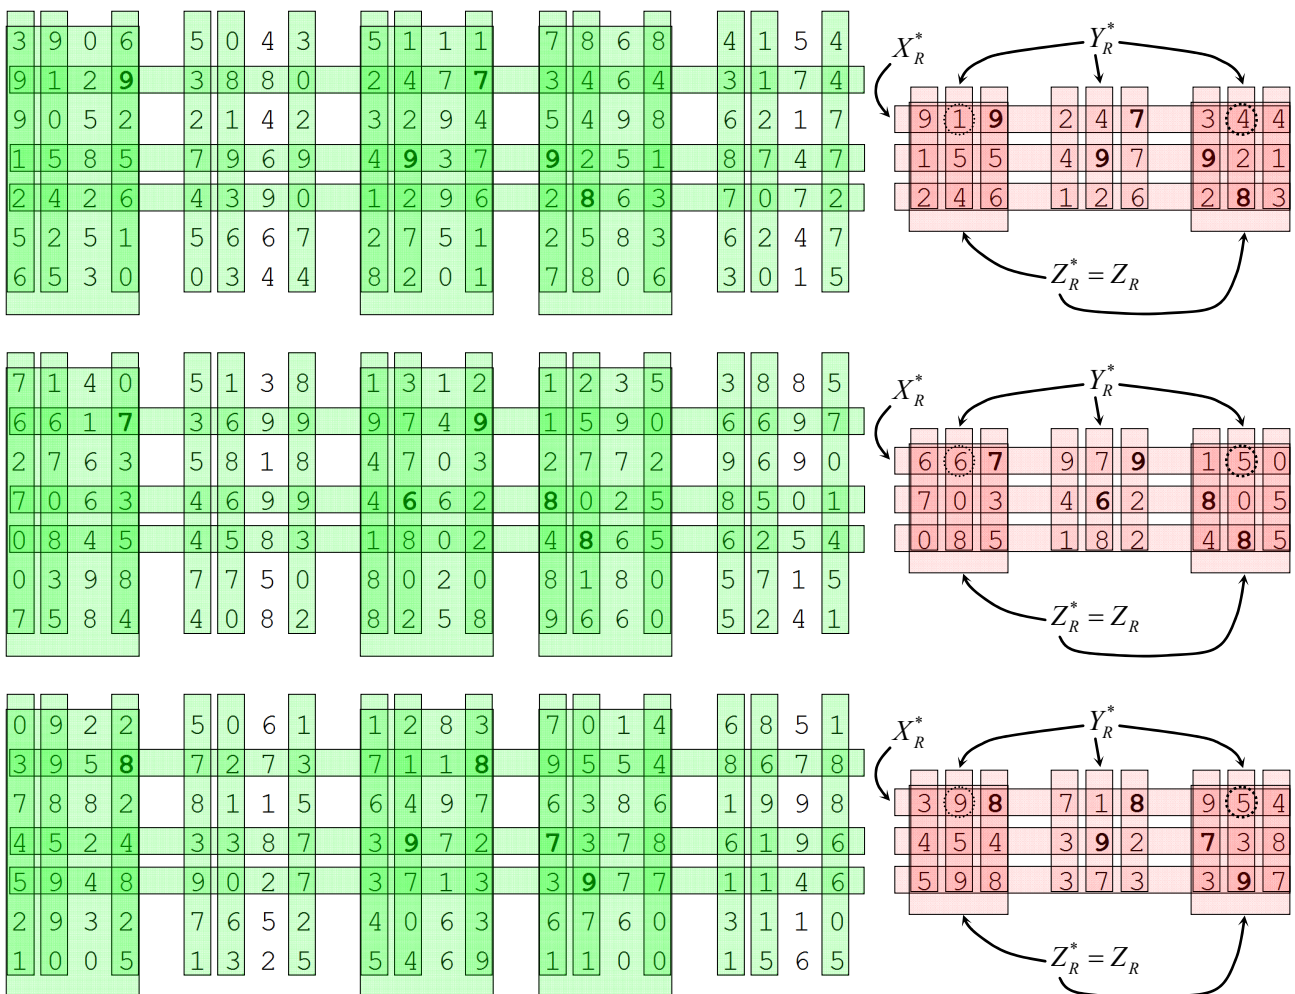 3 9 0 6 5 0 4 3 5 1 1 1 7 8 6 8 4 1 5 4
X*R Y*R
9 1 2 9 3 8 8 0 2 4 7 7 3 4 6 4 3 1 7 4
9 0 5 2 2 1 4 2 3 2 9 4 5 4 9 8 6 2 1 7 9 1 9 2 4 7 3 4 4
1 5 8 5 7 9 6 9 4 9 3 7 9 2 5 1 8 7 4 7 1 5 5 4 9 7 9 2 1
2 4 2 6 4 3 9 0 1 2 9 6 2 8 6 3 7 0 7 2 2 4 6 1 2 6 2 8 3
5 2 5 1 5 6 6 7 2 7 5 1 2 5 8 3 6 2 4 7
6 5 3 0 0 3 4 4 8 2 0 1 7 8 0 6 3 0 1 5 Z*R = ZR
7 1 4 0 5 1 3 8 1 3 1 2 1 2 3 5 3 8 8 5
X*R Y*R
6 6 1 7 3 6 9 9 9 7 4 9 1 5 9 0 6 6 9 7
2 7 6 3 5 8 1 8 4 7 0 3 2 7 7 2 9 6 9 0 6 6 7 9 7 9 1 5 0
7 0 6 3 4 6 9 9 4 6 6 2 8 0 2 5 8 5 0 1 7 0 3 4 6 2 8 0 5
0 8 4 5 4 5 8 3 1 8 0 2 4 8 6 5 6 2 5 4 0 8 5 1 8 2 4 8 5
0 3 9 8 7 7 5 0 8 0 2 0 8 1 8 0 5 7 1 5
7 5 8 4 4 0 8 2 8 2 5 8 9 6 6 0 5 2 4 1 Z*R = ZR
0 9 2 2 5 0 6 1 1 2 8 3 7 0 1 4 6 8 5 1
X*R Y*R
3 9 5 8 7 2 7 3 7 1 1 8 9 5 5 4 8 6 7 8
7 8 8 2 8 1 1 5 6 4 9 7 6 3 8 6 1 9 9 8 3 9 8 7 1 8 9 5 4
4 5 2 4 3 3 8 7 3 9 7 2 7 3 7 8 6 1 9 6 4 5 4 3 9 2 7 3 8
5 9 4 8 9 0 2 7 3 7 1 3 3 9 7 7 1 1 4 6 5 9 8 3 7 3 3 9 7
2 9 3 2 7 6 5 2 4 0 6 3 6 7 6 0 3 1 1 0
1 0 0 5 1 3 2 5 5 4 6 9 1 1 0 0 1 5 6 5 Z*R = ZR